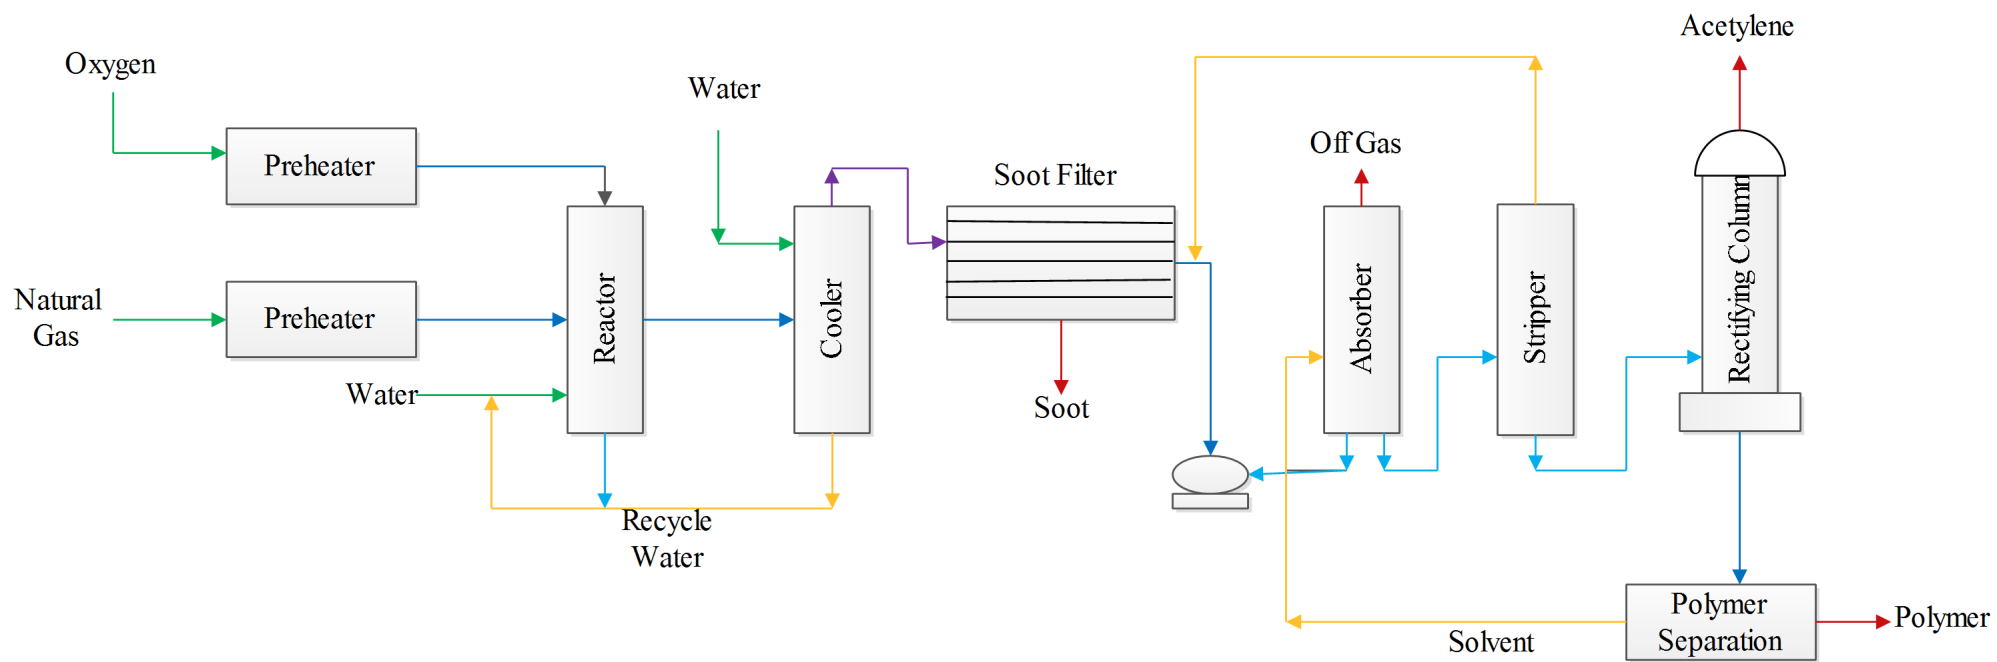 Acetylene
Oxygen
Water
Off Gas
Preheater
Soot Filter
Natural
Gas
Preheater
Reactor
Cooler
Absorber
Stripper
Rectifying Column
Water
Soot
Recycle
Water
Polymer
Separation
Polymer
Solvent